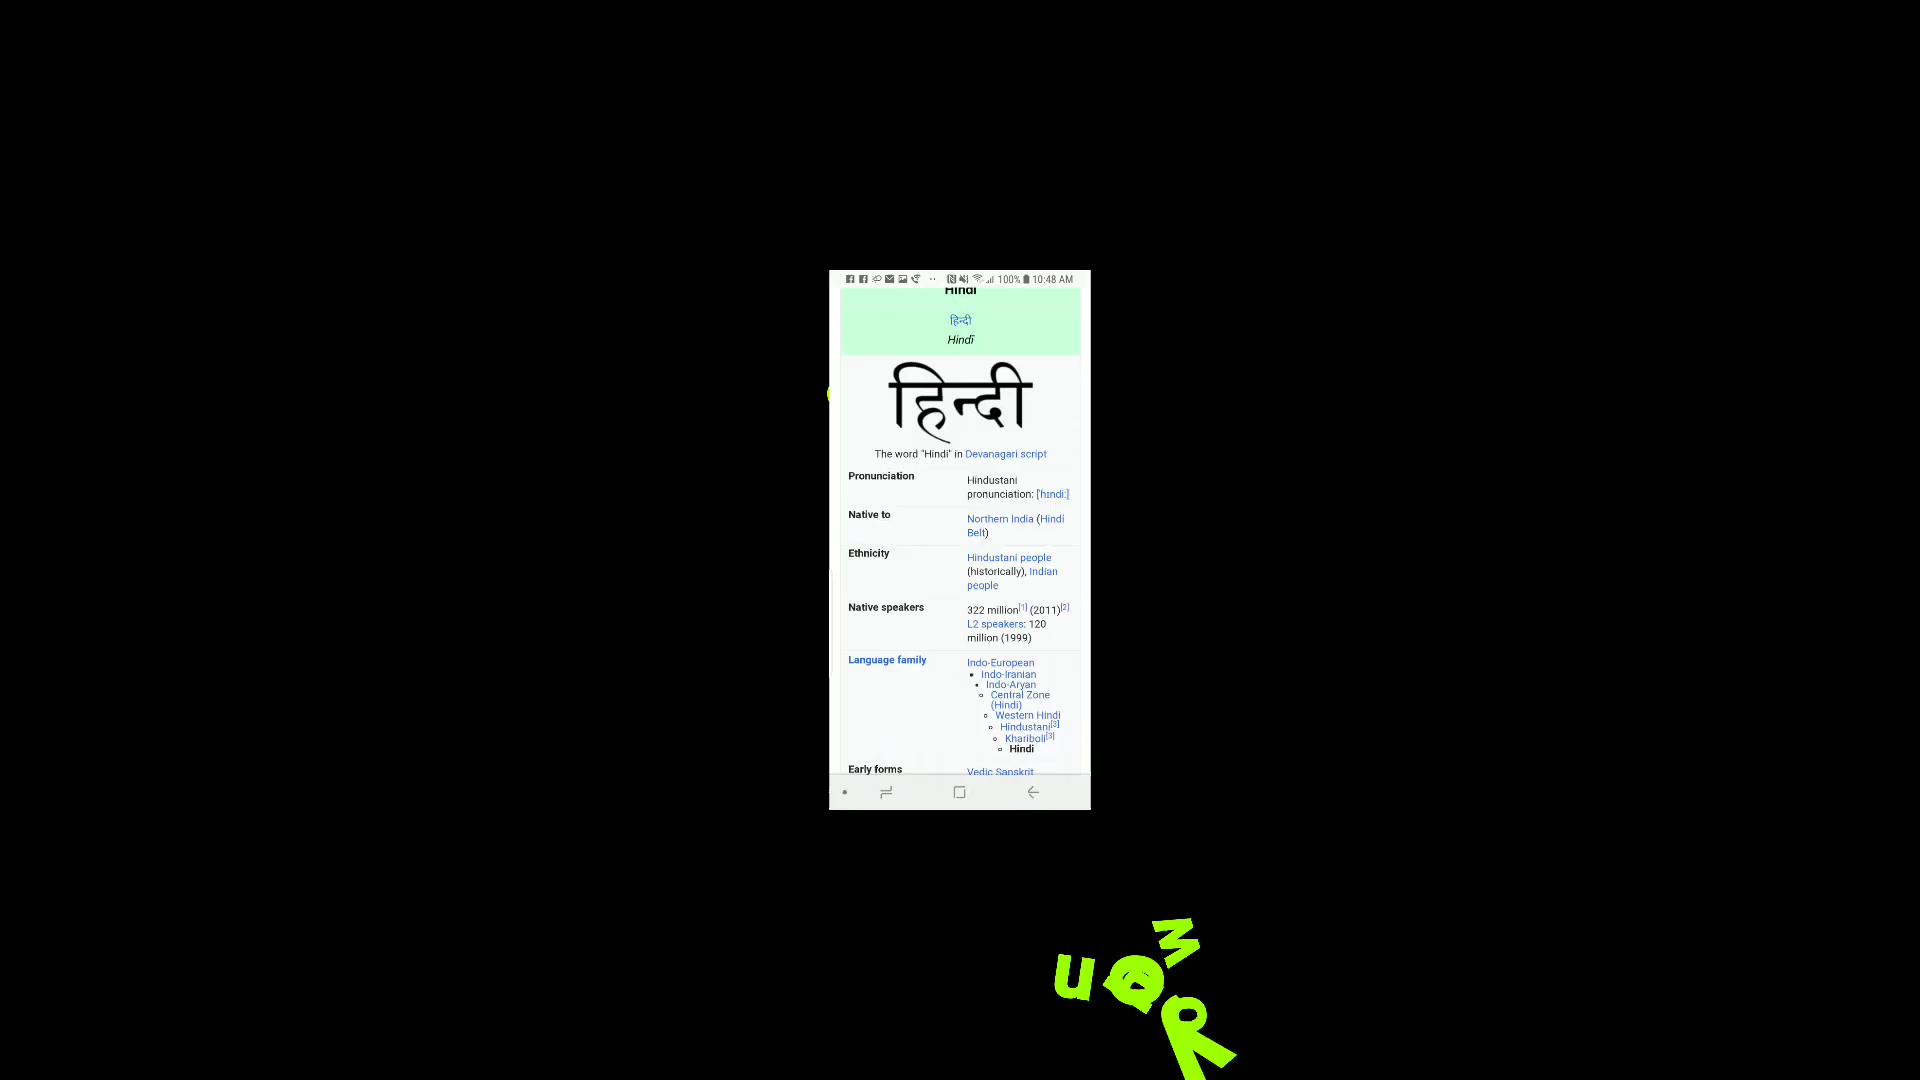 100% 10:48 AM
Hindi
हिन्दी
Hindī
हिन्दी
The word "Hindi" in Devanagari script
Pronunciation
Hindustani
pronunciation: [ˈhɪndiː]
Native to
Northern India (Hindi
Belt)
Ethnicity
Hindustani people
(historically), Indian
people
Native speakers
322 million[1] (2011)[2]
L2 speakers: 120
million (1999)
Language family
Indo-European
Indo-Iranian
Indo-Aryan
Central Zone
(Hindi)
Western Hindi
Hindustani[3]
Khariboli[3]
Hindi
Early forms
Vedic Sanskrit